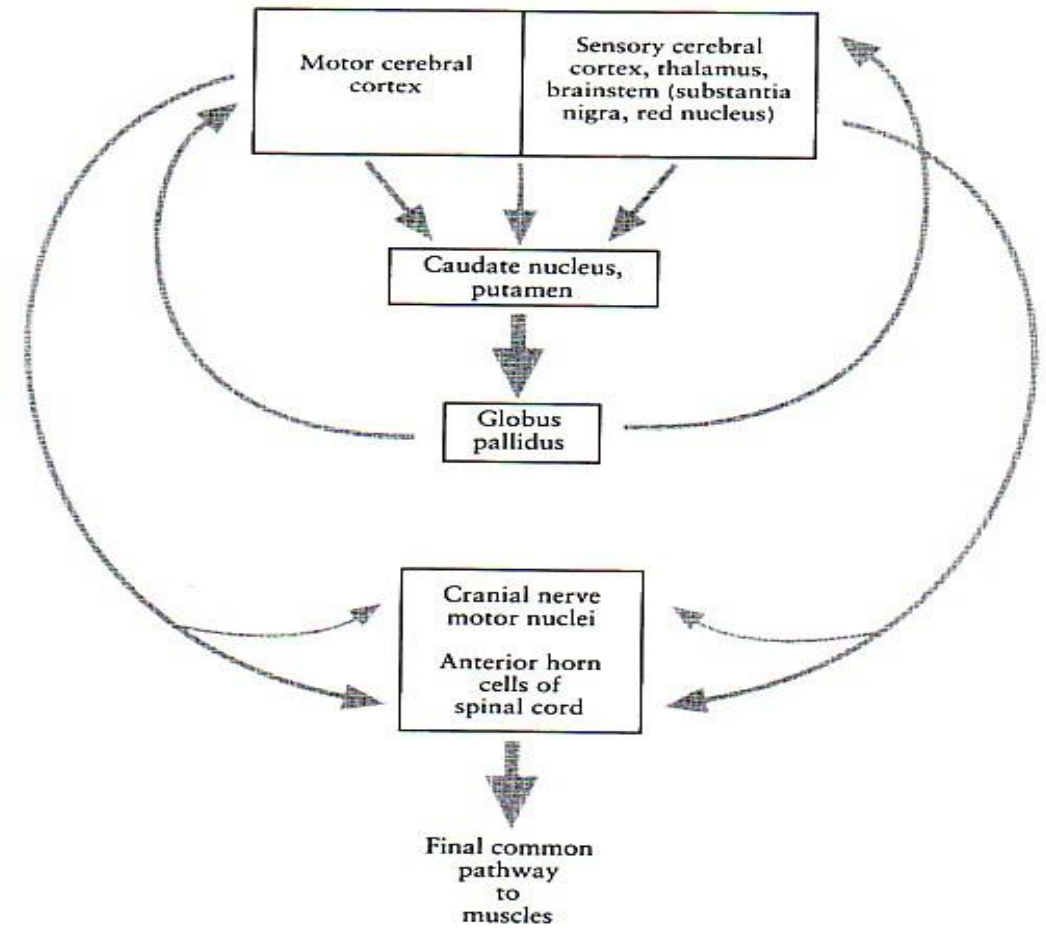 Motor cerebral
cortex
Sensory cerebral
cortex, thalamus,
brainstem (substantia
nigra, red nucleus)
Caudate nucleus,
putamen
Globus
pallidus
Cranial nerve
motor nuclei
Anterior horn
cells of
spinal cord
Final common
pathway
to
muscles